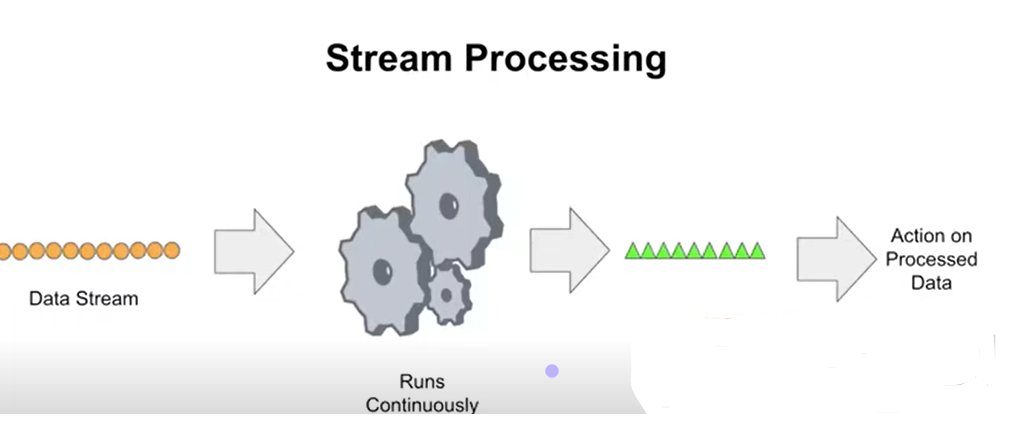 Stream Processing
Data Stream
Runs
Continuously
Action on
Processed
Data